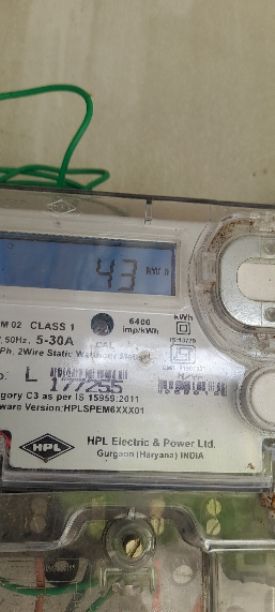 HPL
43
M 02 CLASS 1
6400
imp/kWh
kWh
50Hz, 5-30A
Ph, 2Wire Static
L 177255
gory C3 as per IS 15959:2011
ware Version:HPLSPEM6XXX01
HPL
HPL Electric & Power Ltd.
Gurgaon (Haryana) INDIA